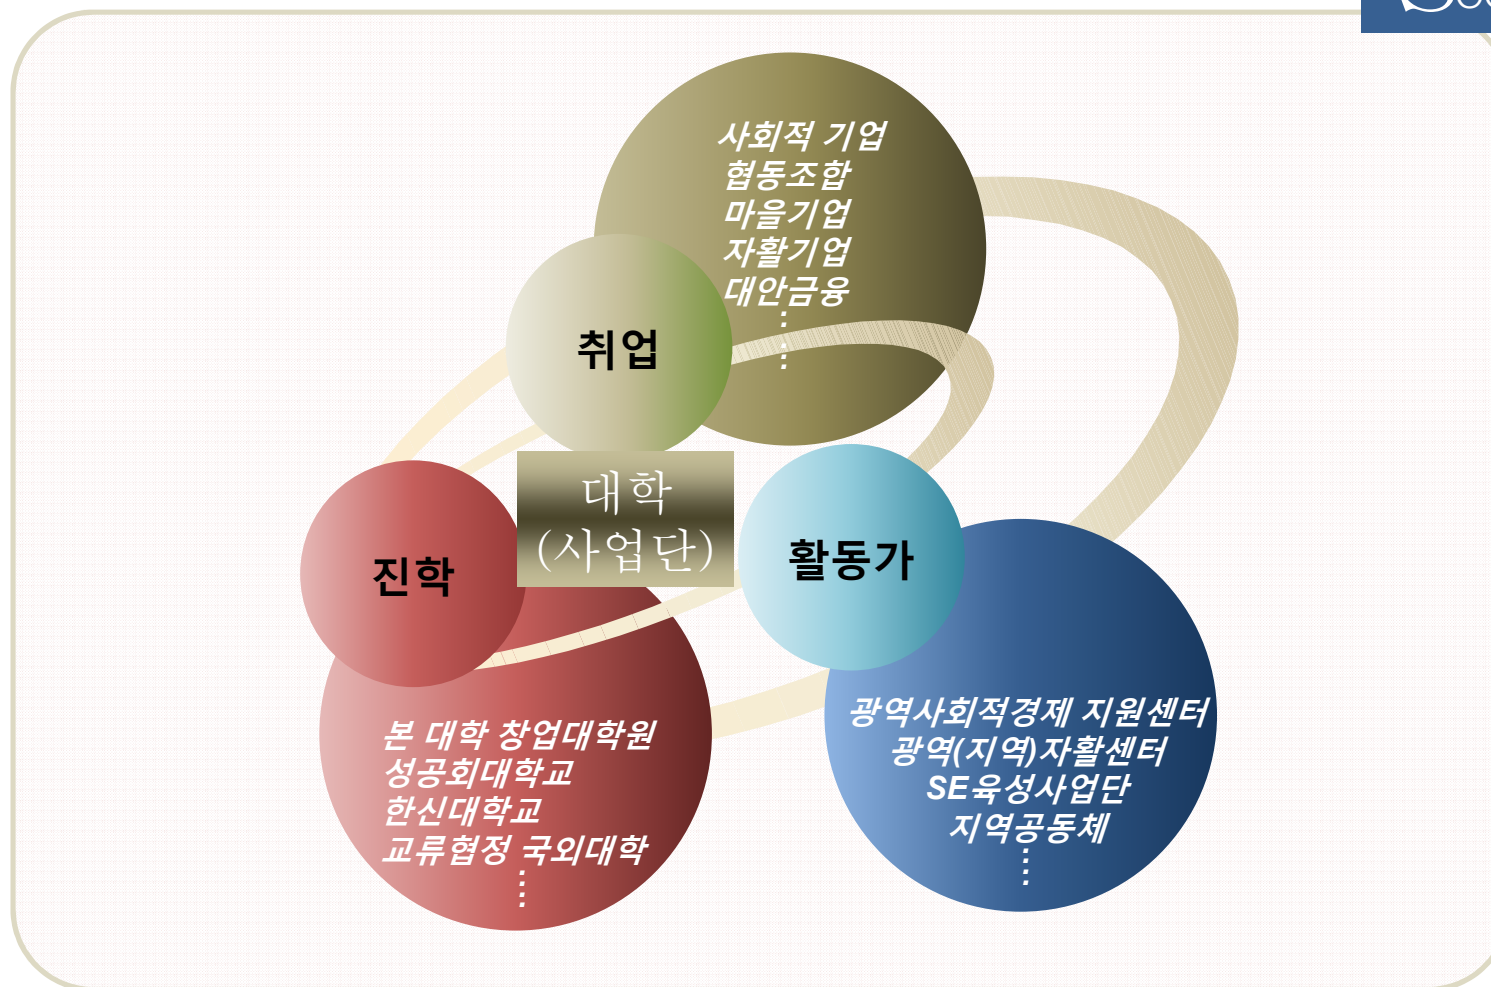 사회적 기업
협동조합
마을기업
자활기업
대안금융
취업
대학
(사업단)
진학
활동가
본 대학 창업대학원
성공회대학교
한신대학교
교류협정 국외대학
광역사회적경제 지원센터
광역(지역)자활센터
SE육성사업단
지역공동체